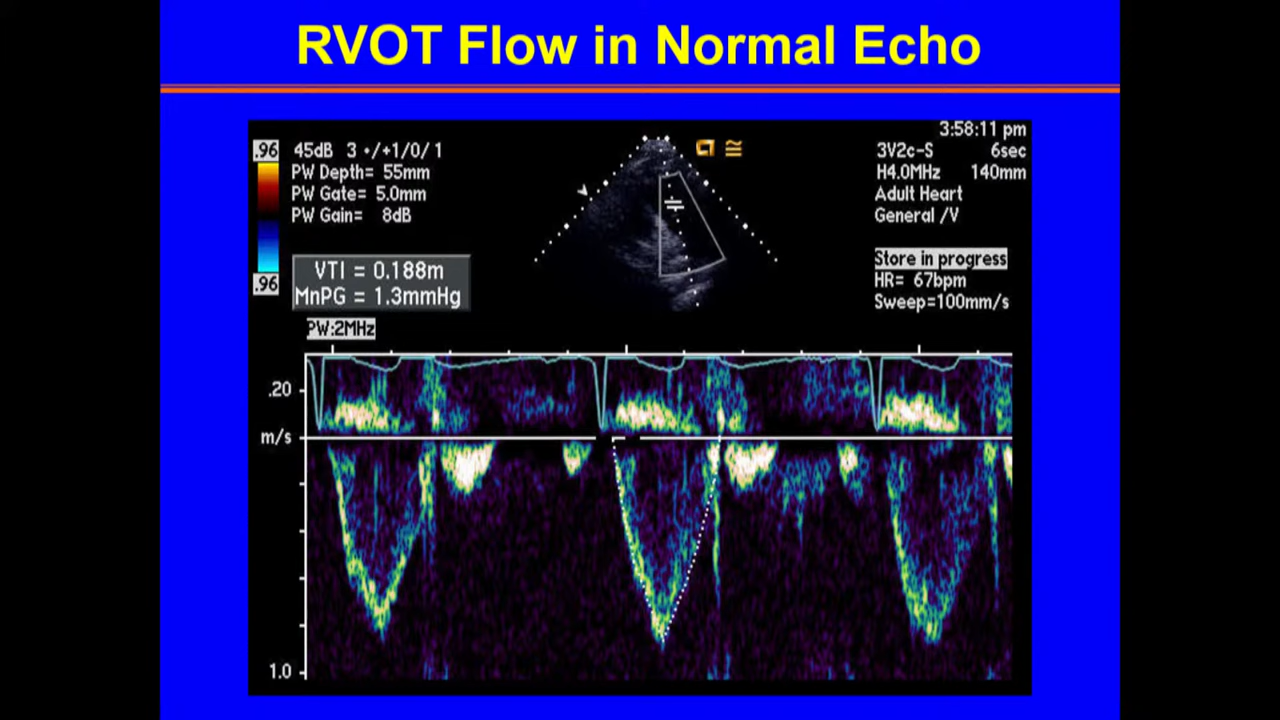 RVOT Flow in Normal Echo
3:58:11 pm
.96
45dB 3 •/+1/0/ 1
PW Depth= 55mm
PW Gate= 5.0mm
PW Gain= 8dB
3V2c-S 6sec
H4.0MHz 140mm
Adult Heart
General /V
.96
VTI = 0.188m
MnPG = 1.3mmHg
Store in progress
HR= 67bpm
Sweep=100mm/s
PW:2MHz
.20
m/s
1.0